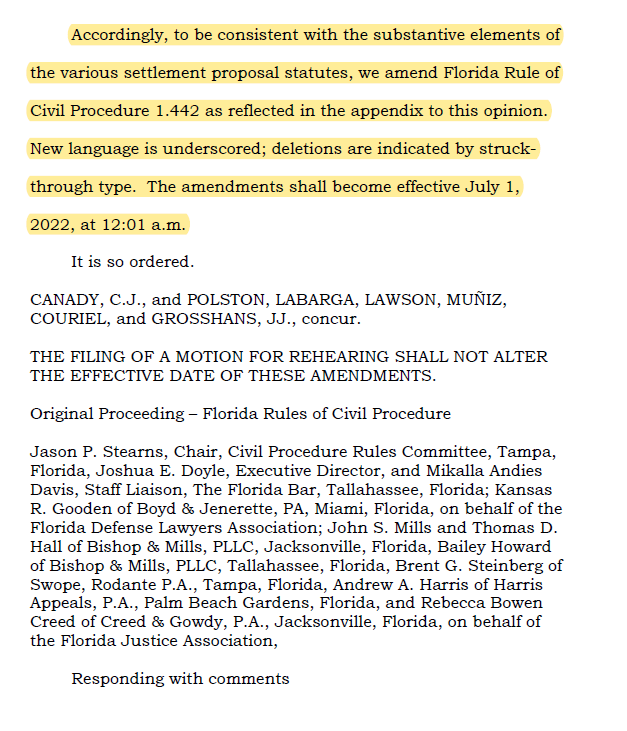 Accordingly, to be consistent with the substantive elements of
the various settlement proposal statutes, we amend Florida Rule of
Civil Procedure 1.442 as reflected in the appendix to this opinion.
New language is underscored; deletions are indicated by struck-
through type.  The amendments shall become effective July 1,
2022, at 12:01 a.m.
It is so ordered.
CANADY, C.J., and POLSTON, LABARGA, LAWSON, MUÑIZ,
COURIEL, and GROSSHANS, JJ., concur.
THE FILING OF A MOTION FOR REHEARING SHALL NOT ALTER
THE EFFECTIVE DATE OF THESE AMENDMENTS.
Original Proceeding – Florida Rules of Civil Procedure
Jason P. Stearns, Chair, Civil Procedure Rules Committee, Tampa,
Florida, Joshua E. Doyle, Executive Director, and Mikalla Andies
Davis, Staff Liaison, The Florida Bar, Tallahassee, Florida; Kansas
R. Gooden of Boyd & Jenerette, PA, Miami, Florida, on behalf of the
Florida Defense Lawyers Association; John S. Mills and Thomas D.
Hall of Bishop & Mills, PLLC, Jacksonville, Florida, Bailey Howard
of Bishop & Mills, PLLC, Tallahassee, Florida, Brent G. Steinberg of
Swope, Rodante P.A., Tampa, Florida, Andrew A. Harris of Harris
Appeals, P.A., Palm Beach Gardens, Florida, and Rebecca Bowen
Creed of Creed & Gowdy, P.A., Jacksonville, Florida, on behalf of
the Florida Justice Association,
Responding with comments